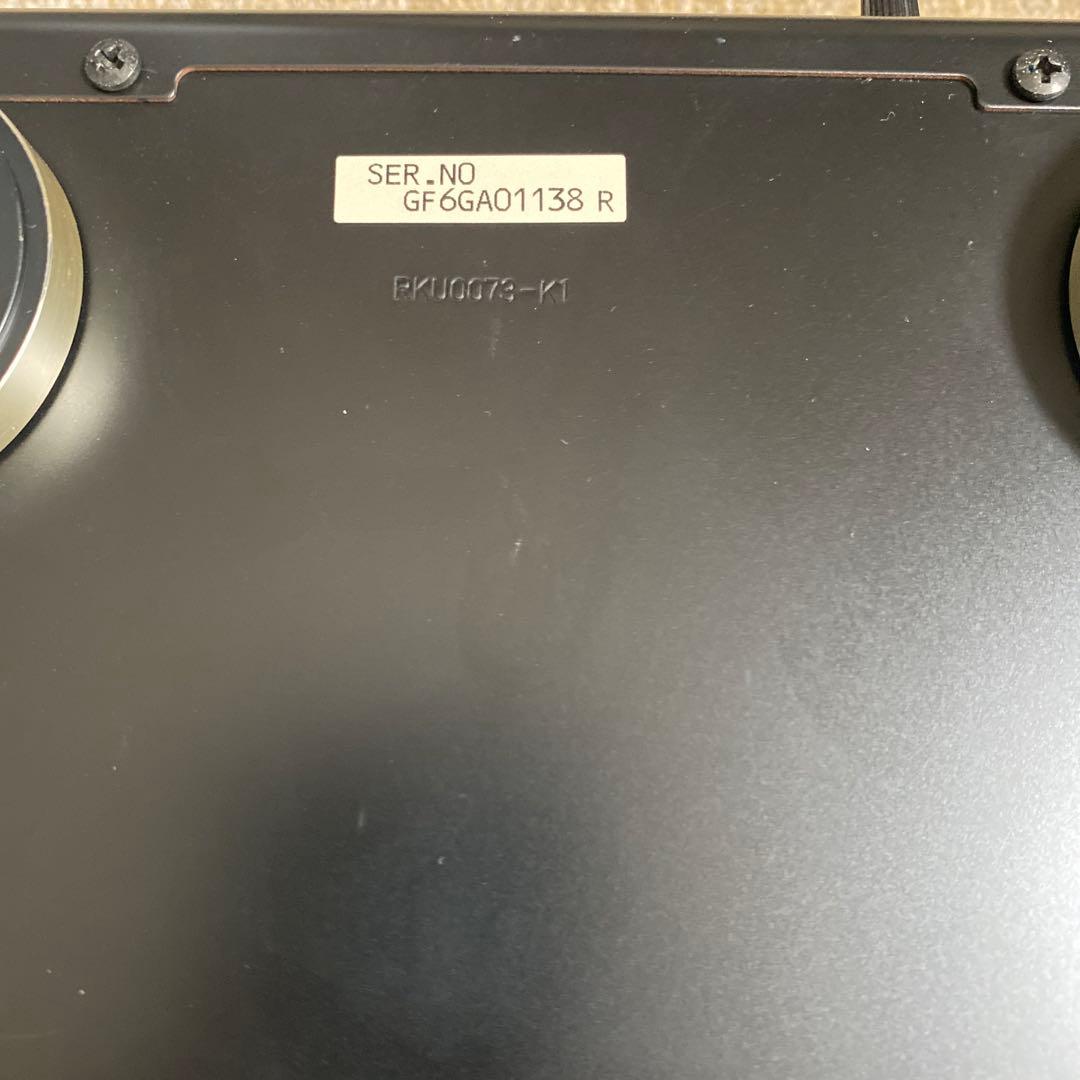 SER.NO
GF6GA01138 R
RKU0073-K1